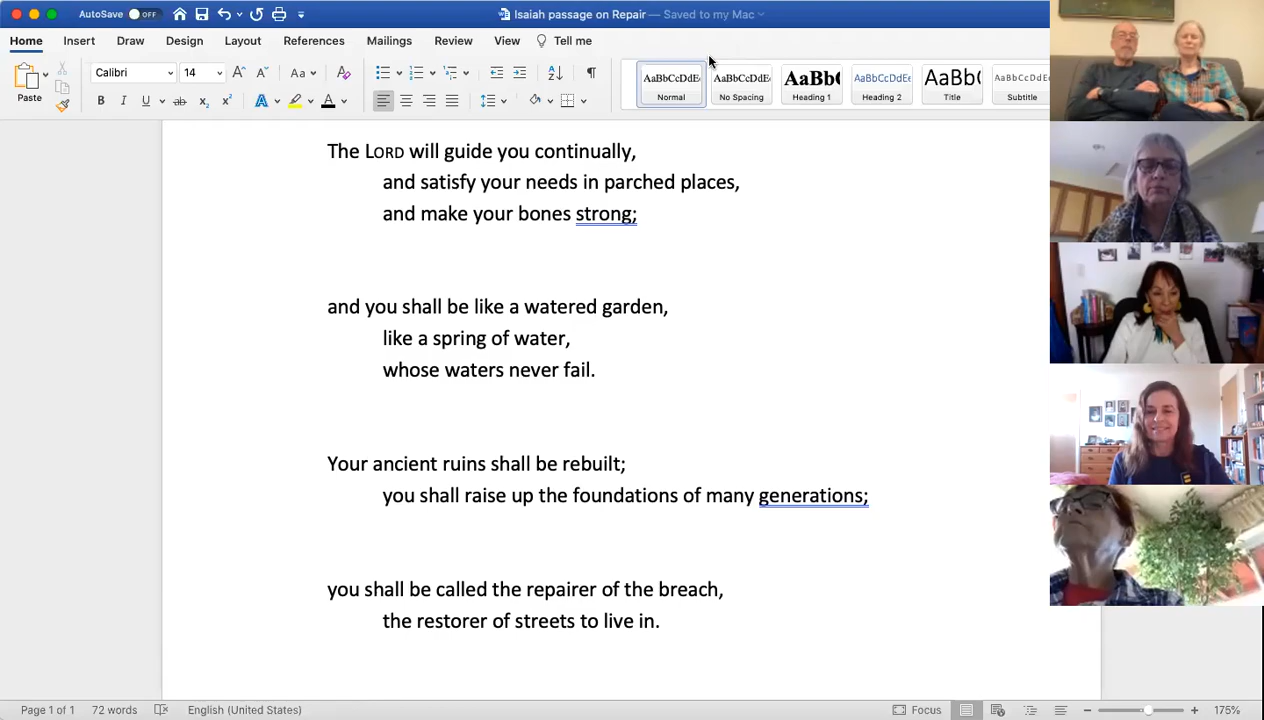 AutoSave OFF
Isaiah passage on Repair — Saved to my Mac
Home Insert Draw Design Layout References Mailings Review View Tell me
Paste
Calibri 14
Aa
AaBbCcDdEe AaBbCcDdEe AaBbC AaBbCcDdEe AaBbC AaBbCcDdEe
Normal No Spacing Heading 1 Heading 2 Title Subtitle
The LORD will guide you continually,
and satisfy your needs in parched places,
and make your bones strong;
and you shall be like a watered garden,
like a spring of water,
whose waters never fail.
Your ancient ruins shall be rebuilt;
you shall raise up the foundations of many generations;
you shall be called the repairer of the breach,
the restorer of streets to live in.
Page 1 of 1 72 words English (United States) Focus 175%